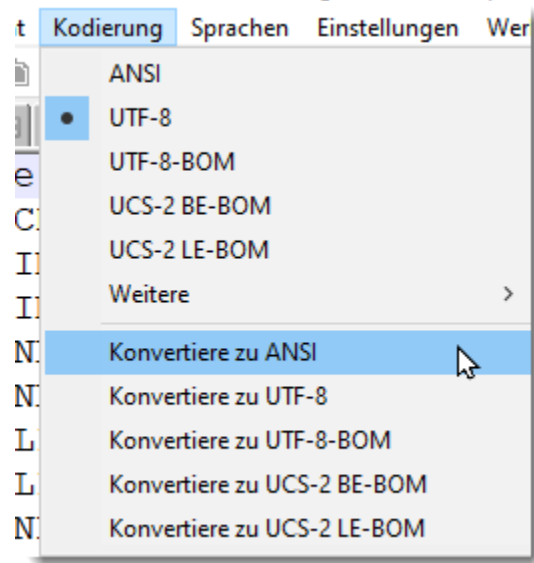 t Kodierung Sprachen Einstellungen Wer
ANSI
UTF-8
UTF-8-BOM
UCS-2 BE-BOM
UCS-2 LE-BOM
Weitere
Konvertiere zu ANSI
Konvertiere zu UTF-8
Konvertiere zu UTF-8-BOM
Konvertiere zu UCS-2 BE-BOM
Konvertiere zu UCS-2 LE-BOM